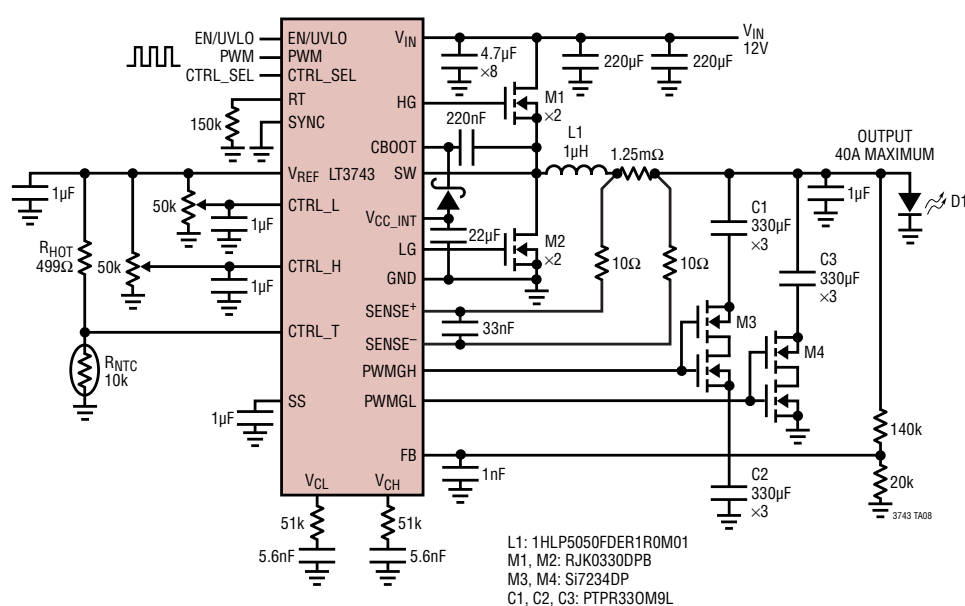 EN/UVLO
PWM
CTRL_SEL
EN/UVLO
PWM
CTRL_SEL
RT
SYNC
150k
VREF LT3743
CTRL_L
CTRL_H
CTRL_T
SS
VCL
VCH
VIN
HG
CBOOT
SW
VCC_INT
LG
GND
SENSE+
SENSE–
PWMGH
PWMGL
FB
1µF
50k
1µF
RHOT
499Ω
50k
1µF
RNTC
10k
1µF
51k
5.6nF
51k
5.6nF
4.7µF
×8
220µF
220µF
VIN
12V
M1
×2
220nF
L1
1µH
1.25mΩ
OUTPUT
40A MAXIMUM
22µF
M2
×2
10Ω
10Ω
33nF
C1
330µF
×3
1µF
D1
C3
330µF
×3
M3
M4
1nF
C2
330µF
×3
140k
20k
3743 TA08
L1: 1HLP5050FDER1R0M01
M1, M2: RJK0330DPB
M3, M4: Si7234DP
C1, C2, C3: PTPR33OM9L